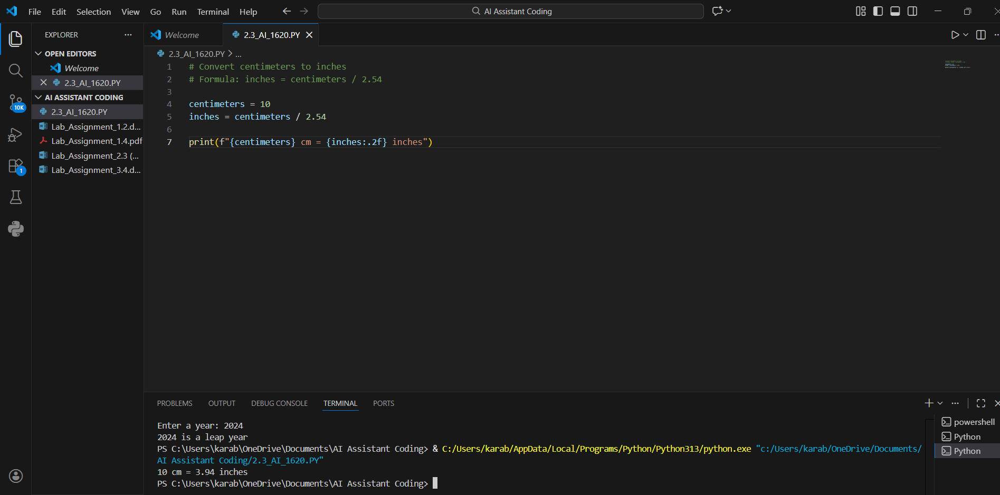 File Edit Selection View Go Run Terminal Help AI Assistant Coding
EXPLORER
OPEN EDITORS
Welcome
2.3_AI_1620.PY
AI ASSISTANT CODING
2.3_AI_1620.PY
Lab_Assignment_1.2.d...
Lab_Assignment_1.4.pdf
Lab_Assignment_2.3 (...
Lab_Assignment_3.4.d...
10K
1
Welcome 2.3_AI_1620.PY
2.3_AI_1620.PY > ...
1 # Convert centimeters to inches
2 # Formula: inches = centimeters / 2.54
3
4 centimeters = 10
5 inches = centimeters / 2.54
6
7 print(f"{centimeters} cm = {inches:.2f} inches")
PROBLEMS OUTPUT DEBUG CONSOLE TERMINAL PORTS
Enter a year: 2024
2024 is a leap year
PS C:\Users\karab\OneDrive\Documents\AI Assistant Coding> & C:/Users/karab/AppData/Local/Programs/Python/Python313/python.exe "c:/Users/karab/OneDrive/Documents/
AI Assistant Coding/2.3_AI_1620.PY"
10 cm = 3.94 inches
PS C:\Users\karab\OneDrive\Documents\AI Assistant Coding>
powershell
Python
Python